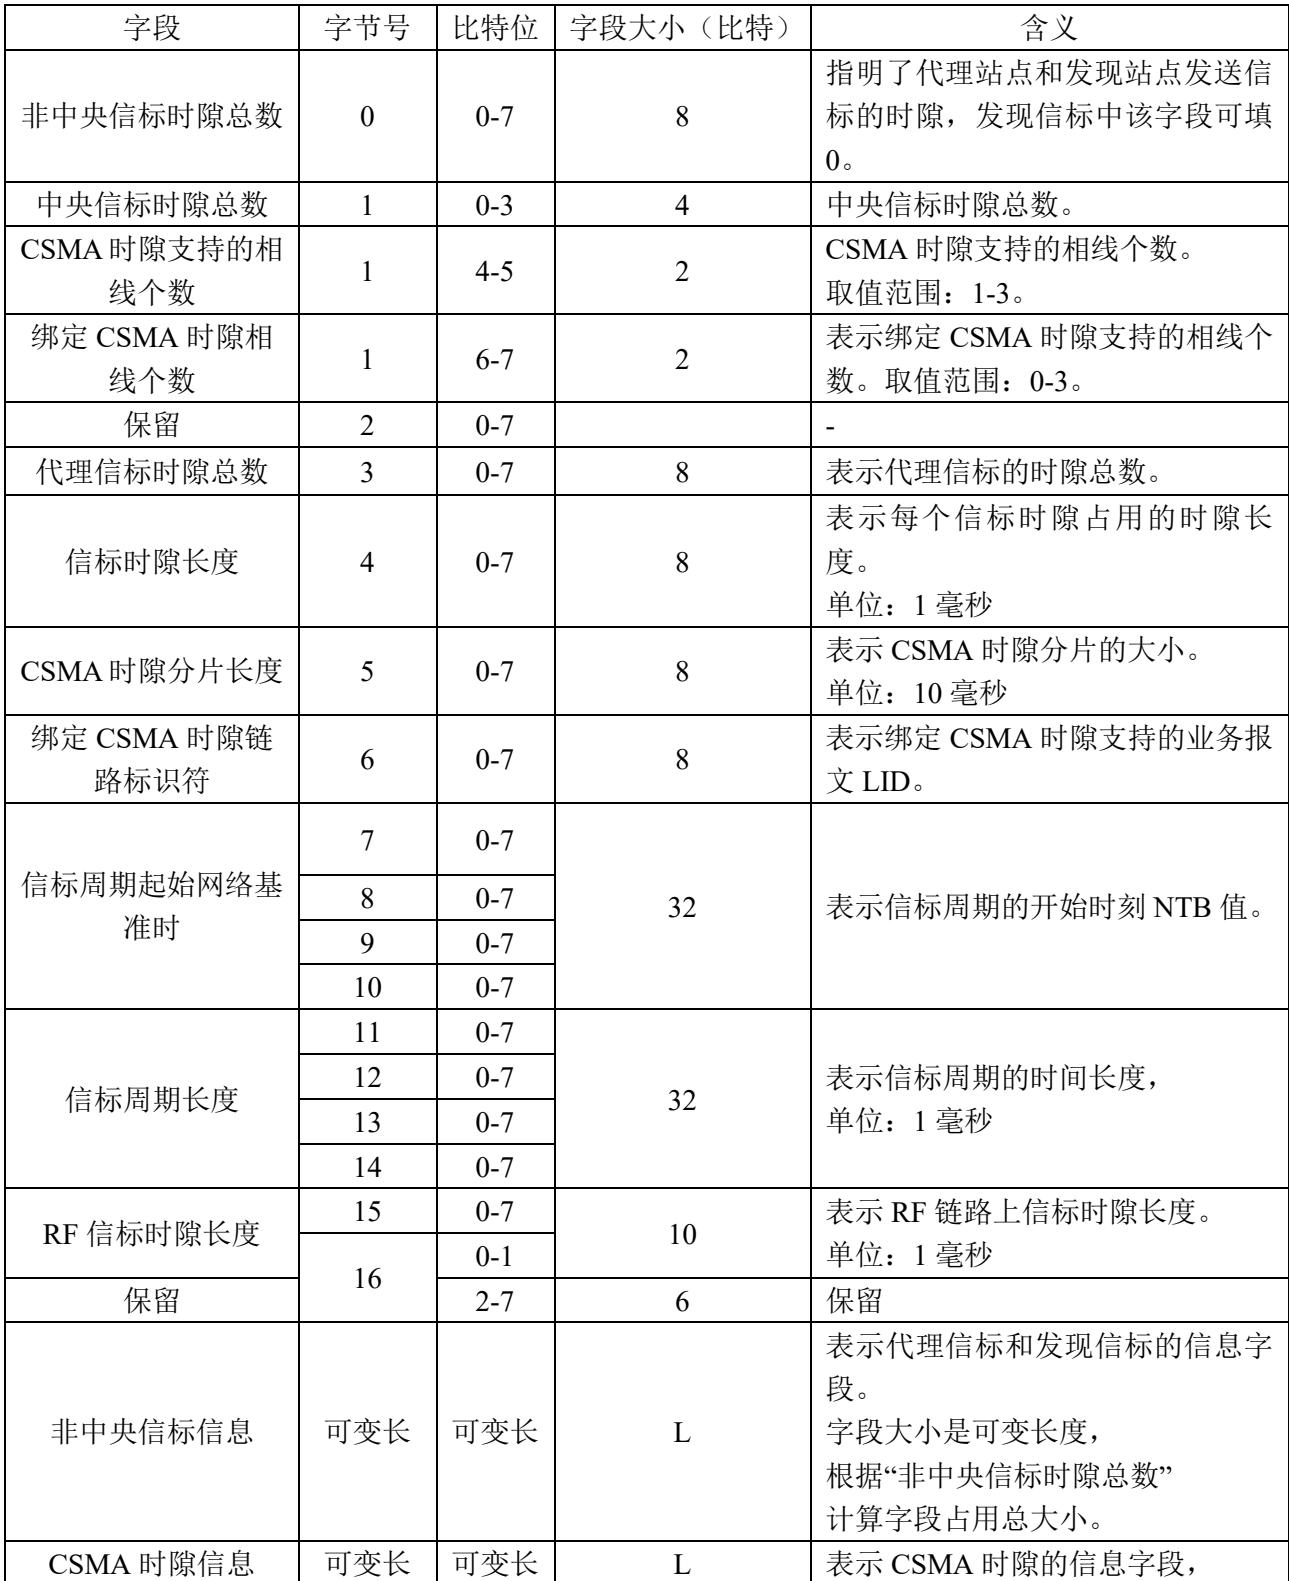 字段 字节号 比特位 字段大小（比特） 含义
非中央信标时隙总数 0 0-7 8 指明了代理站点和发现站点发送信
标的时隙，发现信标中该字段可填
0。
中央信标时隙总数 1 0-3 4 中央信标时隙总数。
CSMA 时隙支持的相
线个数 1 4-5 2 CSMA 时隙支持的相线个数。
取值范围：1-3。
绑定 CSMA 时隙相
线个数 1 6-7 2 表示绑定 CSMA 时隙支持的相线个
数。取值范围：0-3。
保留 2 0-7 -
代理信标时隙总数 3 0-7 8 表示代理信标的时隙总数。
信标时隙长度 4 0-7 8 表示每个信标时隙占用的时隙长
度。
单位：1 毫秒
CSMA 时隙分片长度 5 0-7 8 表示 CSMA 时隙分片的大小。
单位：10 毫秒
绑定 CSMA 时隙链
路标识符 6 0-7 8 表示绑定 CSMA 时隙支持的业务报
文 LID。
信标周期起始网络基
准时 7 0-7 32 表示信标周期的开始时刻 NTB 值。
8 0-7
9 0-7
10 0-7
信标周期长度 11 0-7 32 表示信标周期的时间长度，
单位：1 毫秒
12 0-7
13 0-7
14 0-7
RF 信标时隙长度 15 0-7 10 表示 RF 链路上信标时隙长度。
单位：1 毫秒
16 0-1
保留 2-7 6 保留
非中央信标信息 可变长 可变长 L 表示代理信标和发现信标的信息字
段。
字段大小是可变长度，
根据“非中央信标时隙总数”
计算字段占用总大小。
CSMA 时隙信息 可变长 可变长 L 表示 CSMA 时隙的信息字段，